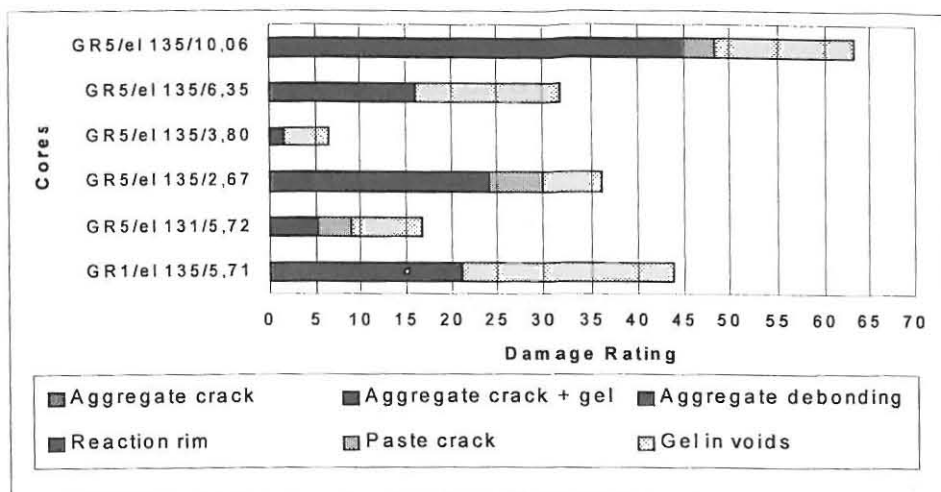 GR5/el 135/10,06
GR5/el 135/6,35
GR5/el 135/3,80
GR5/el 135/2,67
GR5/el 131/5,72
GR1/el 135/5,71
Cores
0 5 10 15 20 25 30 35 40 45 50 55 60 65 70
Damage Rating
Aggregate crack Aggregate crack + gel Aggregate debonding
Reaction rim Paste crack Gel in voids